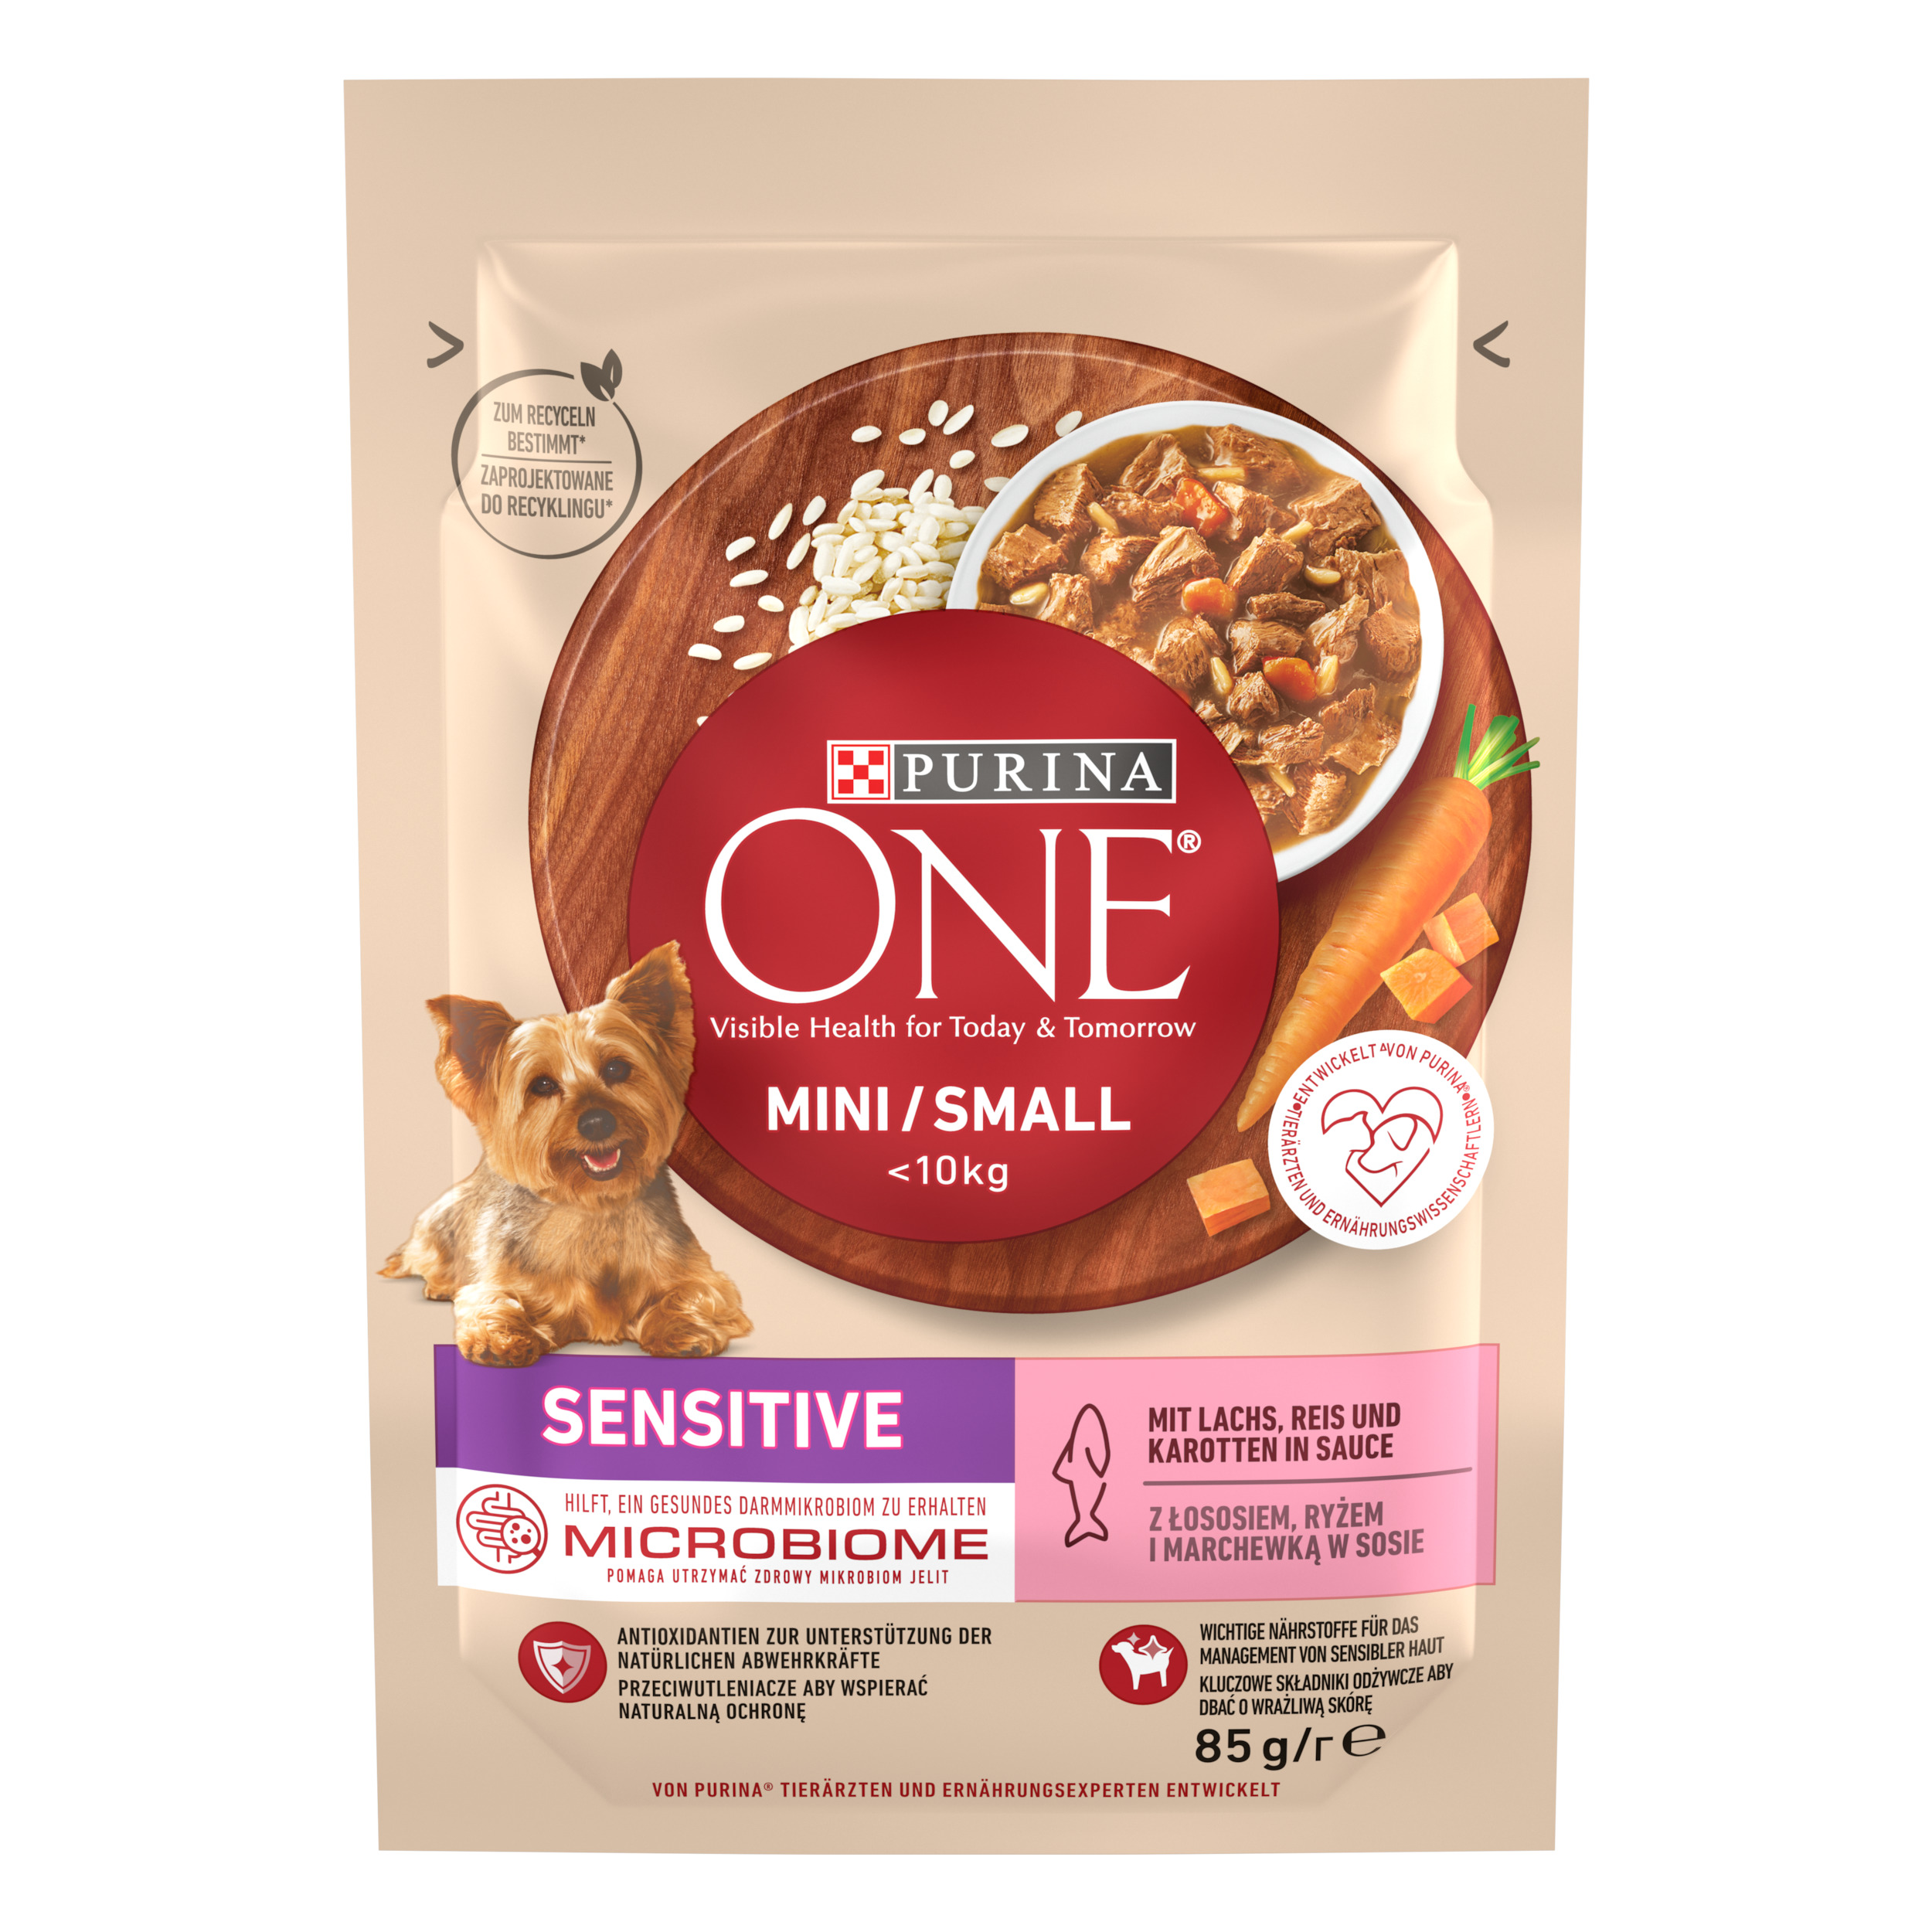 ZUM RECYCELN
BESTIMMT*
ZAPROJEKTOWANE
DO RECYKLINGU*
PURINA
ONE®
Visible Health for Today & Tomorrow
MINI/SMALL
<10kg
•ENTWICKELT ᐃVON PURINA®•TIERÄRZTEN UND ERNÄHRUNGSWISSENSCHAFTLERN
SENSITIVE
HILFT, EIN GESUNDES DARMMIKROBIOM ZU ERHALTEN
MICROBIOME
POMAGA UTRZYMAĆ ZDROWY MIKROBIOM JELIT
MIT LACHS, REIS UND
KAROTTEN IN SAUCE
Z ŁOSOSIEM, RYŻEM
I MARCHEWKĄ W SOSIE
ANTIOXIDANTIEN ZUR UNTERSTÜTZUNG DER
NATÜRLICHEN ABWEHRKRÄFTE
PRZECIWUTLENIACZE ABY WSPIERAĆ
NATURALNĄ OCHRONĘ
WICHTIGE NÄHRSTOFFE FÜR DAS
MANAGEMENT VON SENSIBLER HAUT
KLUCZOWE SKŁADNIKI ODŻYWCZE ABY
DBAĆ O WRAŻLIWĄ SKÓRĘ
85 g/г ℮
VON PURINA® TIERÄRZTEN UND ERNÄHRUNGSEXPERTEN ENTWICKELT